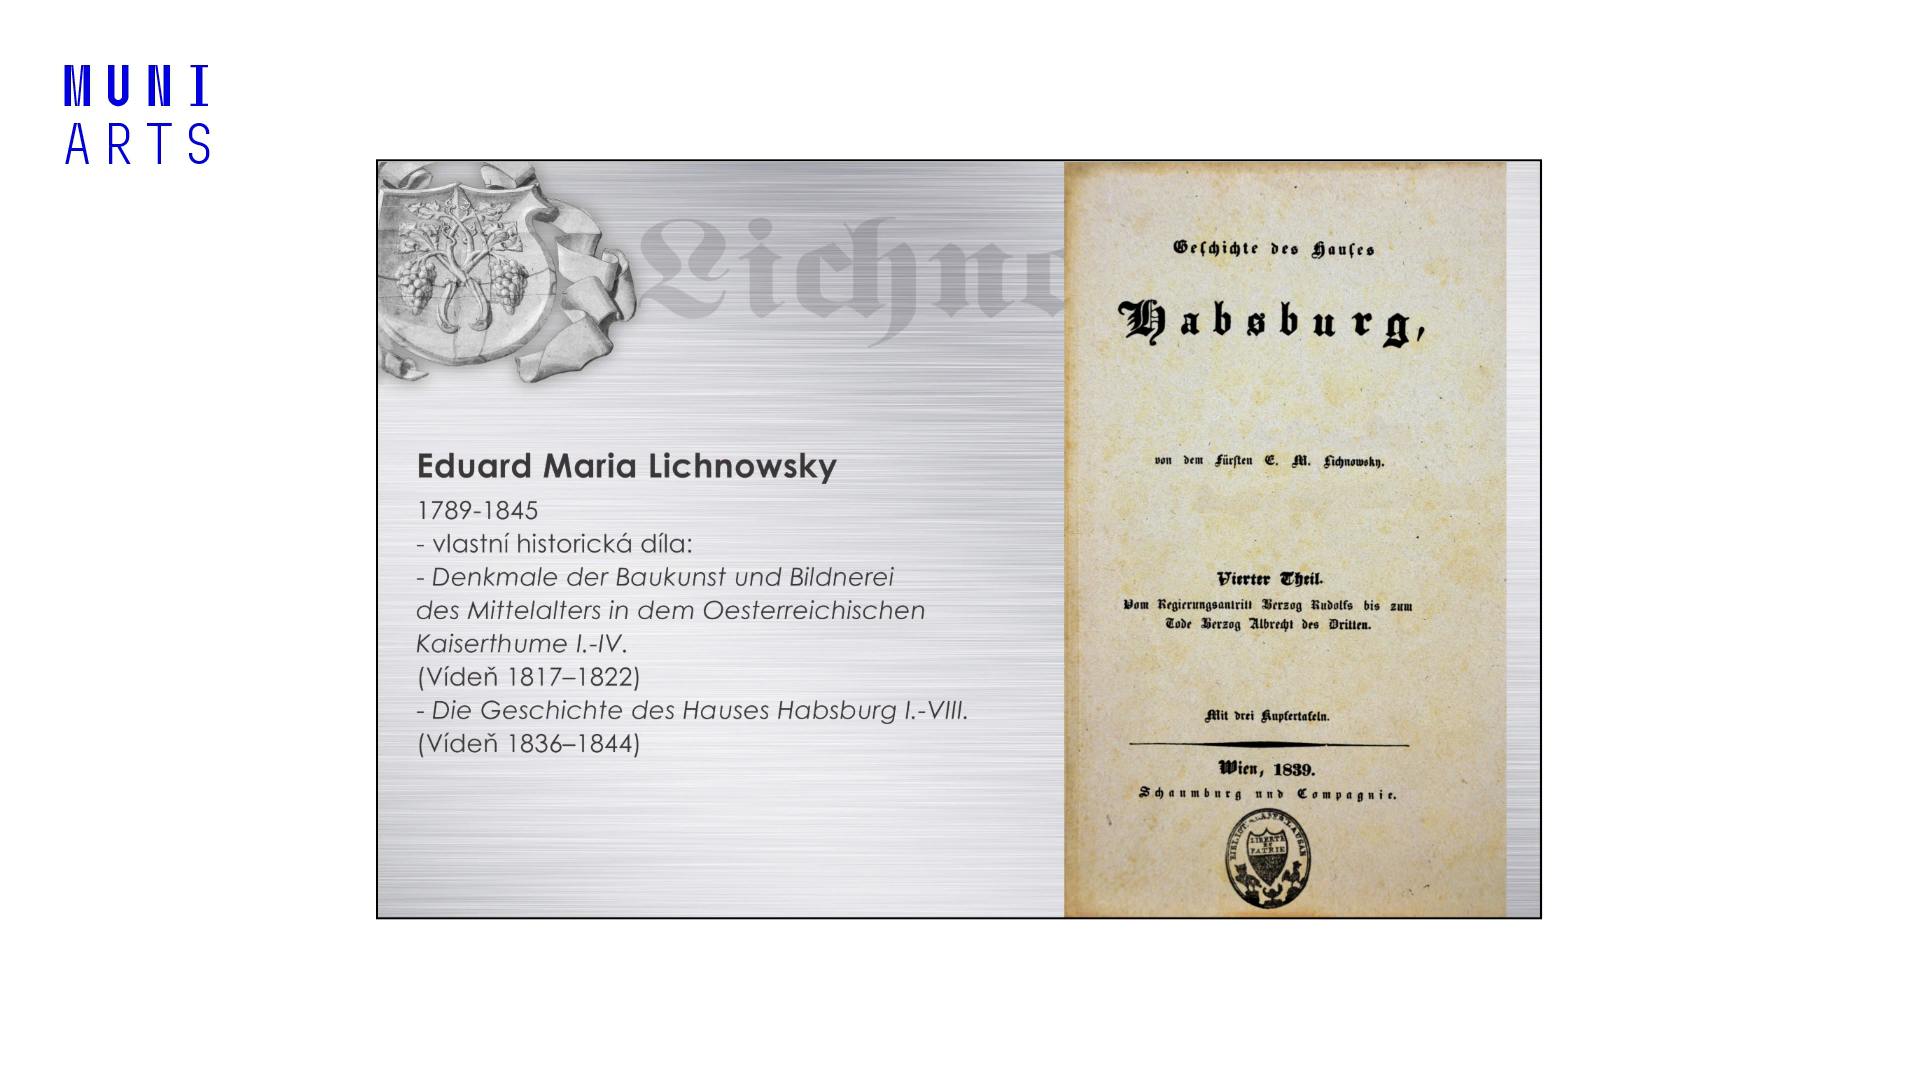 MUNI
ARTS
Lichno
Eduard Maria Lichnowsky
1789-1845
- vlastní historická díla:
- Denkmale der Baukunst und Bildnerei
des Mittelalters in dem Oesterreichischen
Kaiserthume I.-IV.
(Vídeň 1817–1822)
- Die Geschichte des Hauses Habsburg I.-VIII.
(Vídeň 1836–1844)
Geschichte des Hauses
Habsburg,
von dem Fürsten E. M. Lichnowsky.
Vierter Theil.
Vom Regierungsantritt Herzog Rudolfs bis zum
Tode Herzog Albrecht des Dritten.
Mit drei Kupfertafeln.
Wien, 1839.
Schaumburg und Compagnie.
LIBERTÉ
ET
PATRIE